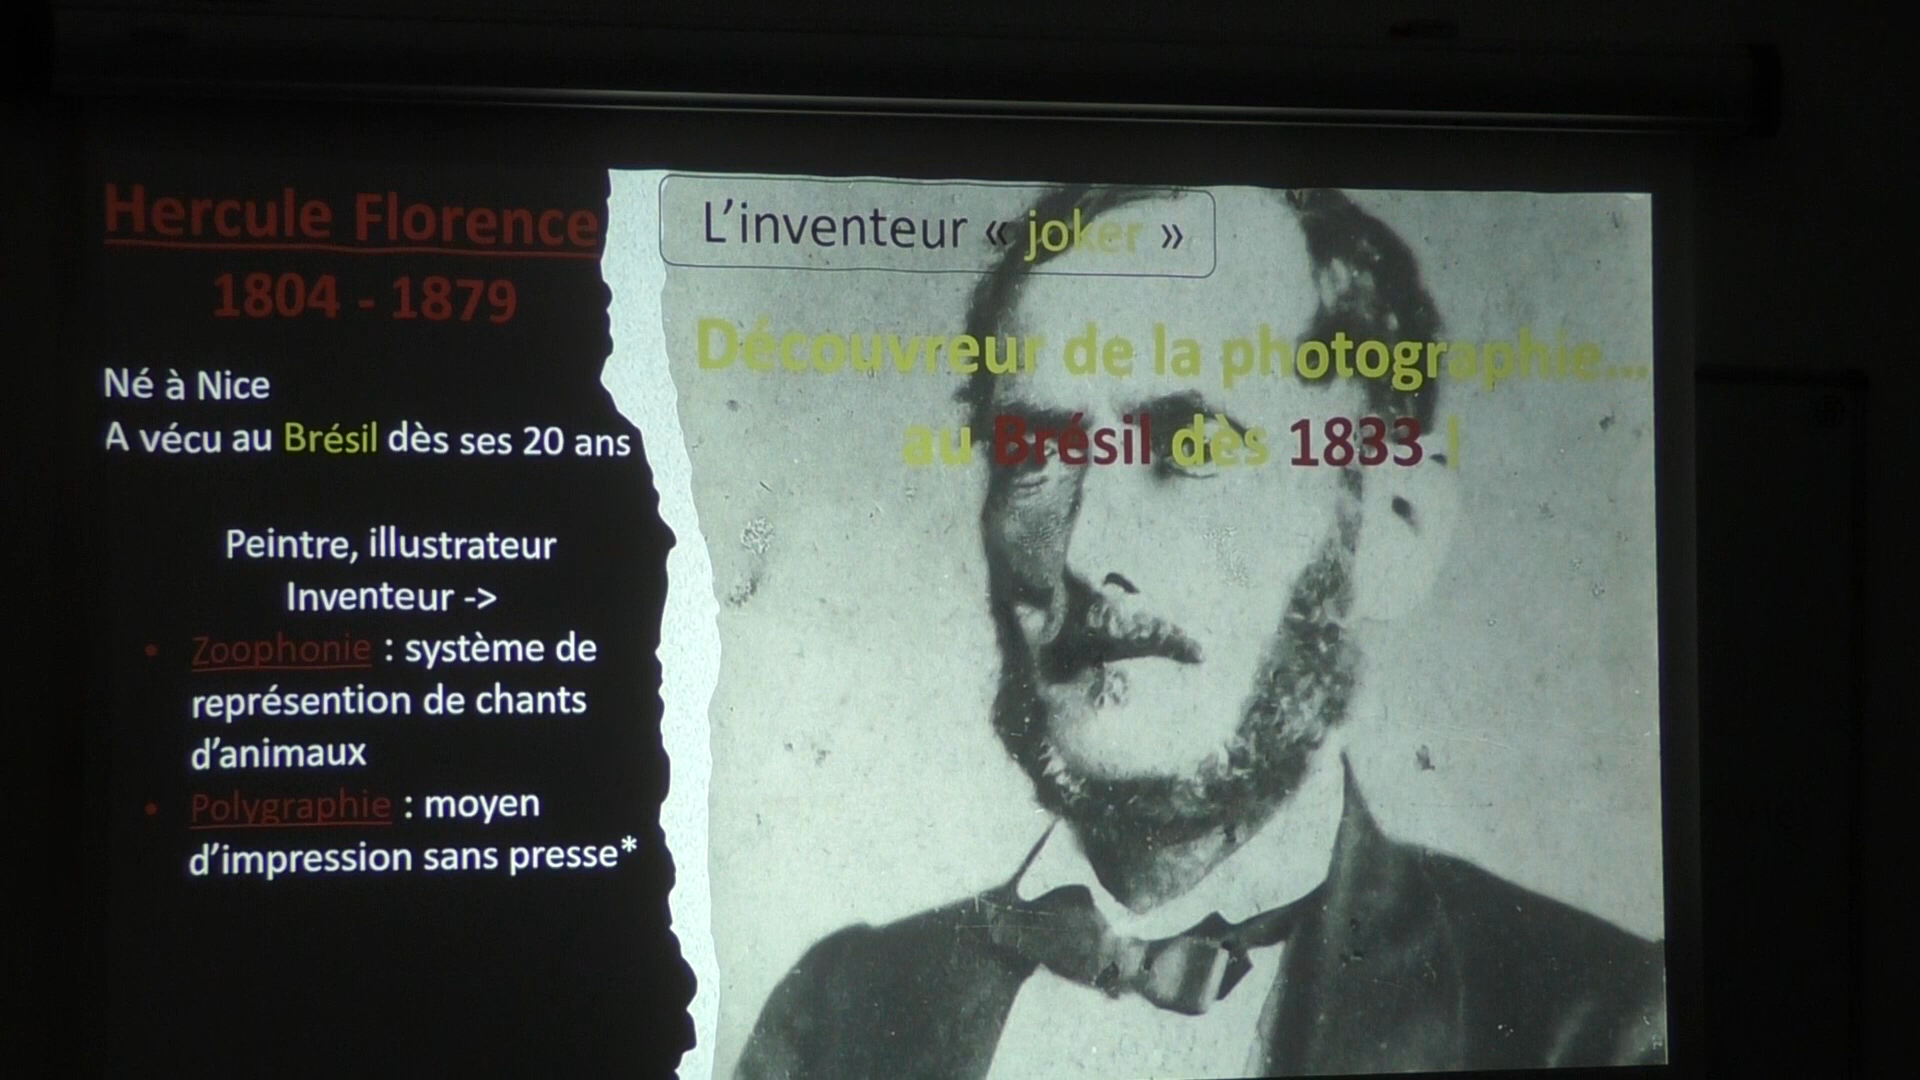 Hercule Florence
1804 - 1879
Né à Nice
A vécu au Brésil dès ses 20 ans
Peintre, illustrateur
Inventeur ->
• Zoophonie : système de
représention de chants
d'animaux
• Polygraphie : moyen
d'impression sans presse*
L'inventeur « joker »
Découvreur de la photographie...
au Brésil dès 1833 !